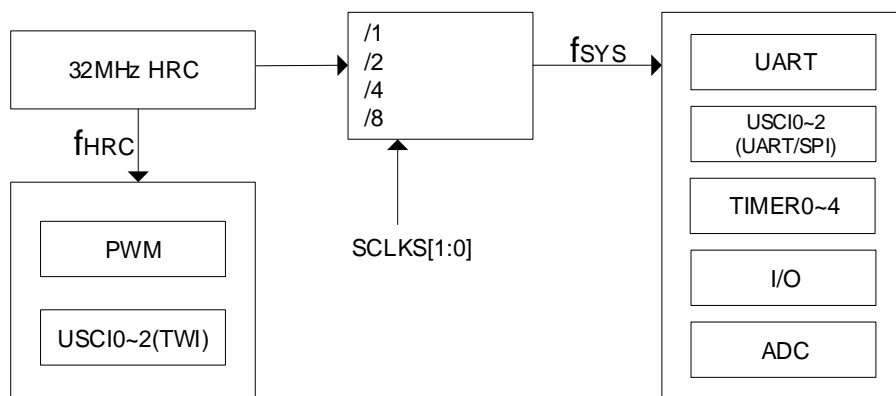 32MHz HRC
fHRC
PWM
USCI0~2(TWI)
/1
/2
/4
/8
SCLKS[1:0]
fSYS
UART
USCI0~2
(UART/SPI)
TIMER0~4
I/O
ADC